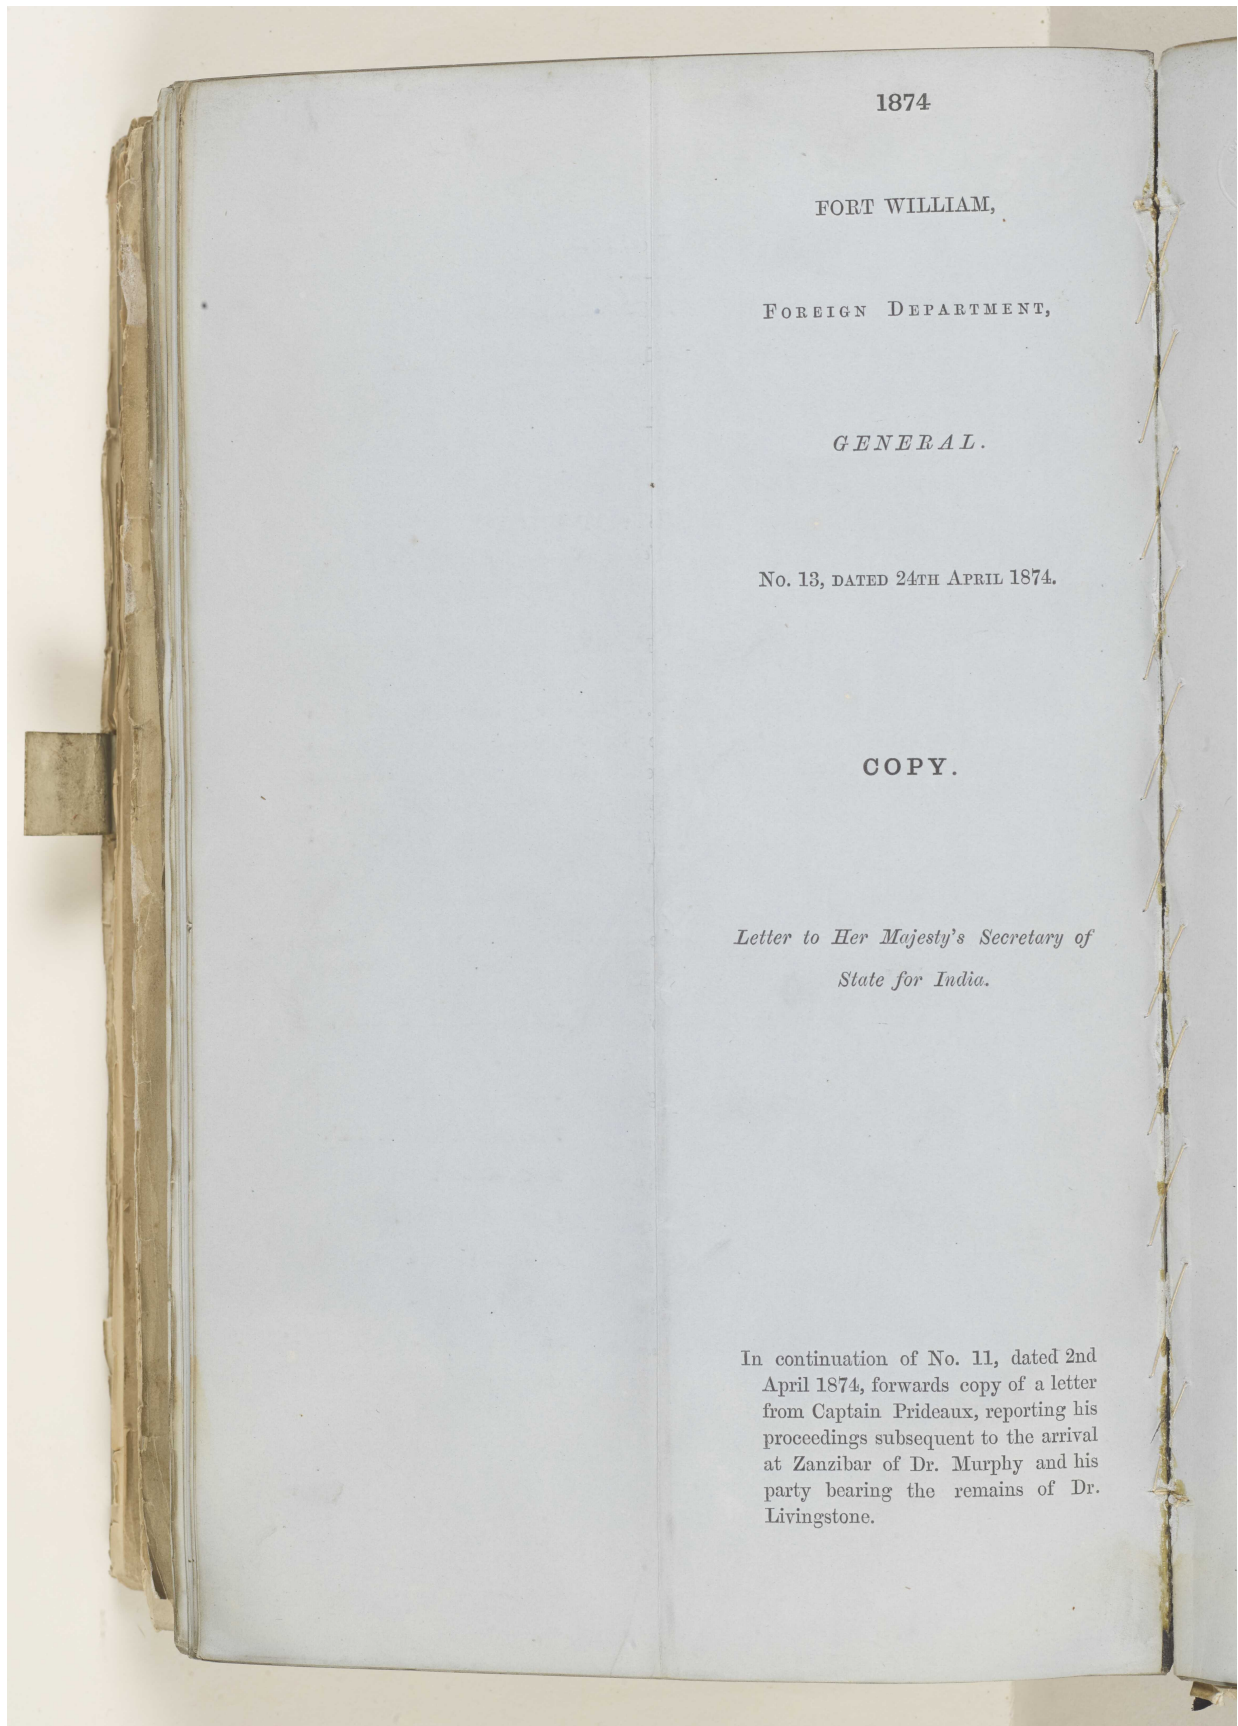 1874
FORT WILLIAM,
FOREIGN DEPARTMENT,
GENERAL.
No. 13, DATED 24TH APRIL 1874.
COPY.
Letter to Her Majesty's Secretary of
State for India.
In continuation of No. 11, dated 2nd
April 1874, forwards copy of a letter
from Captain Prideaux, reporting his
proceedings subsequent to the arrival
at Zanzibar of Dr. Murphy and his
party bearing the remains of Dr.
Livingstone.